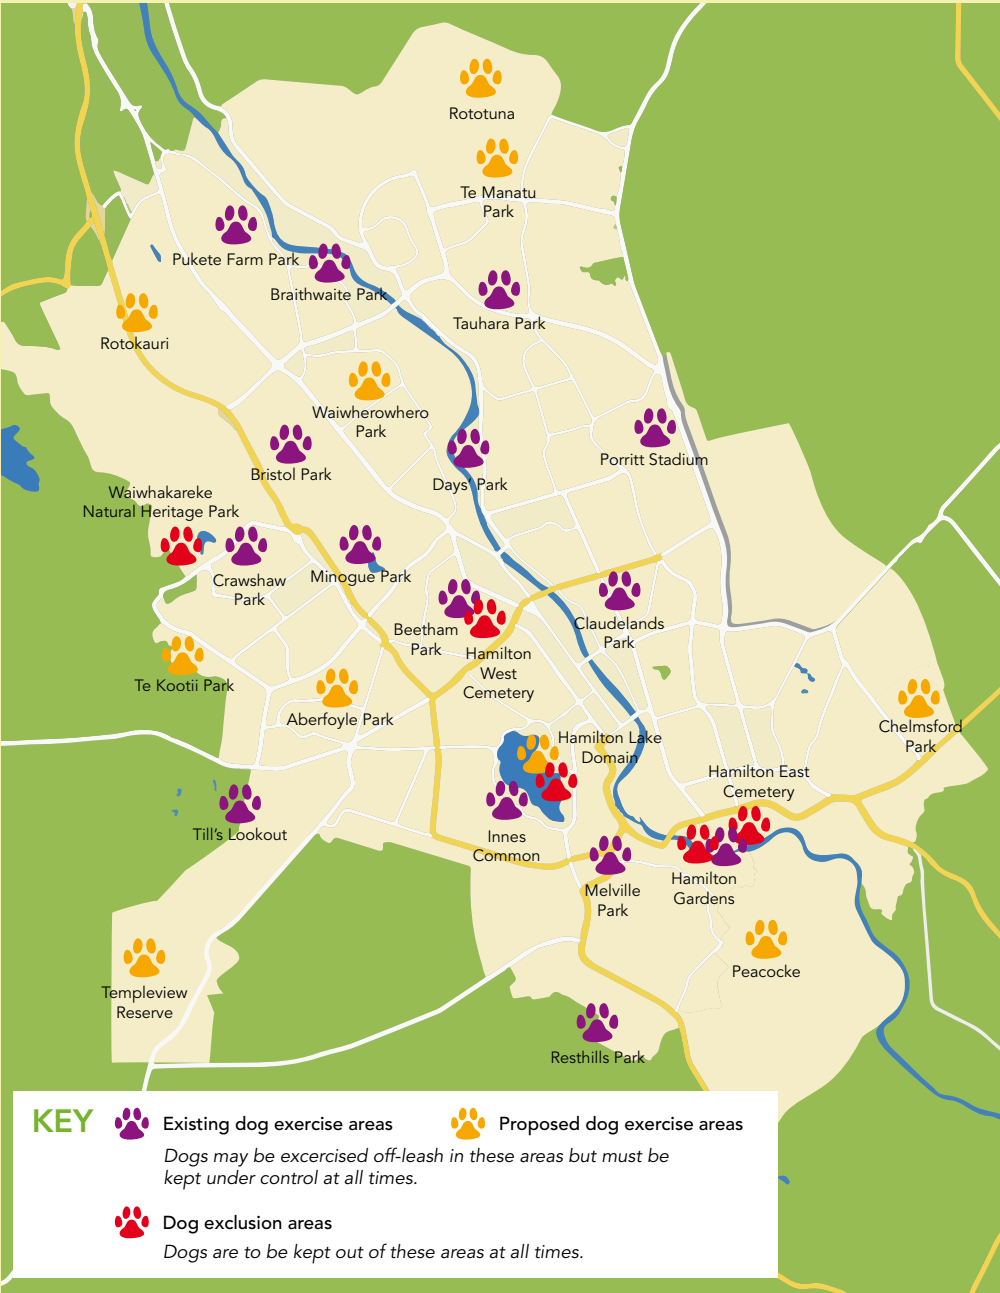 Rototuna
Te Manatu
Park
Pukete Farm Park
Braithwaite Park
Tauhara Park
Rotokauri
Waiwherowhero
Park
Bristol Park
Days' Park
Porritt Stadium
Waiwhakareke
Natural Heritage Park
Crawshaw
Park
Minogue Park
Beetham
Park
Hamilton
West
Cemetery
Claudelands
Park
Te Kootii Park
Aberfoyle Park
Chelmsford
Park
Hamilton Lake
Domain
Hamilton East
Cemetery
Till's Lookout
Innes
Common
Melville
Park
Hamilton
Gardens
Peacocke
Templeview
Reserve
Resthills Park
KEY
Existing dog exercise areas
Proposed dog exercise areas
Dogs may be excercised off-leash in these areas but must be
kept under control at all times.
Dog exclusion areas
Dogs are to be kept out of these areas at all times.